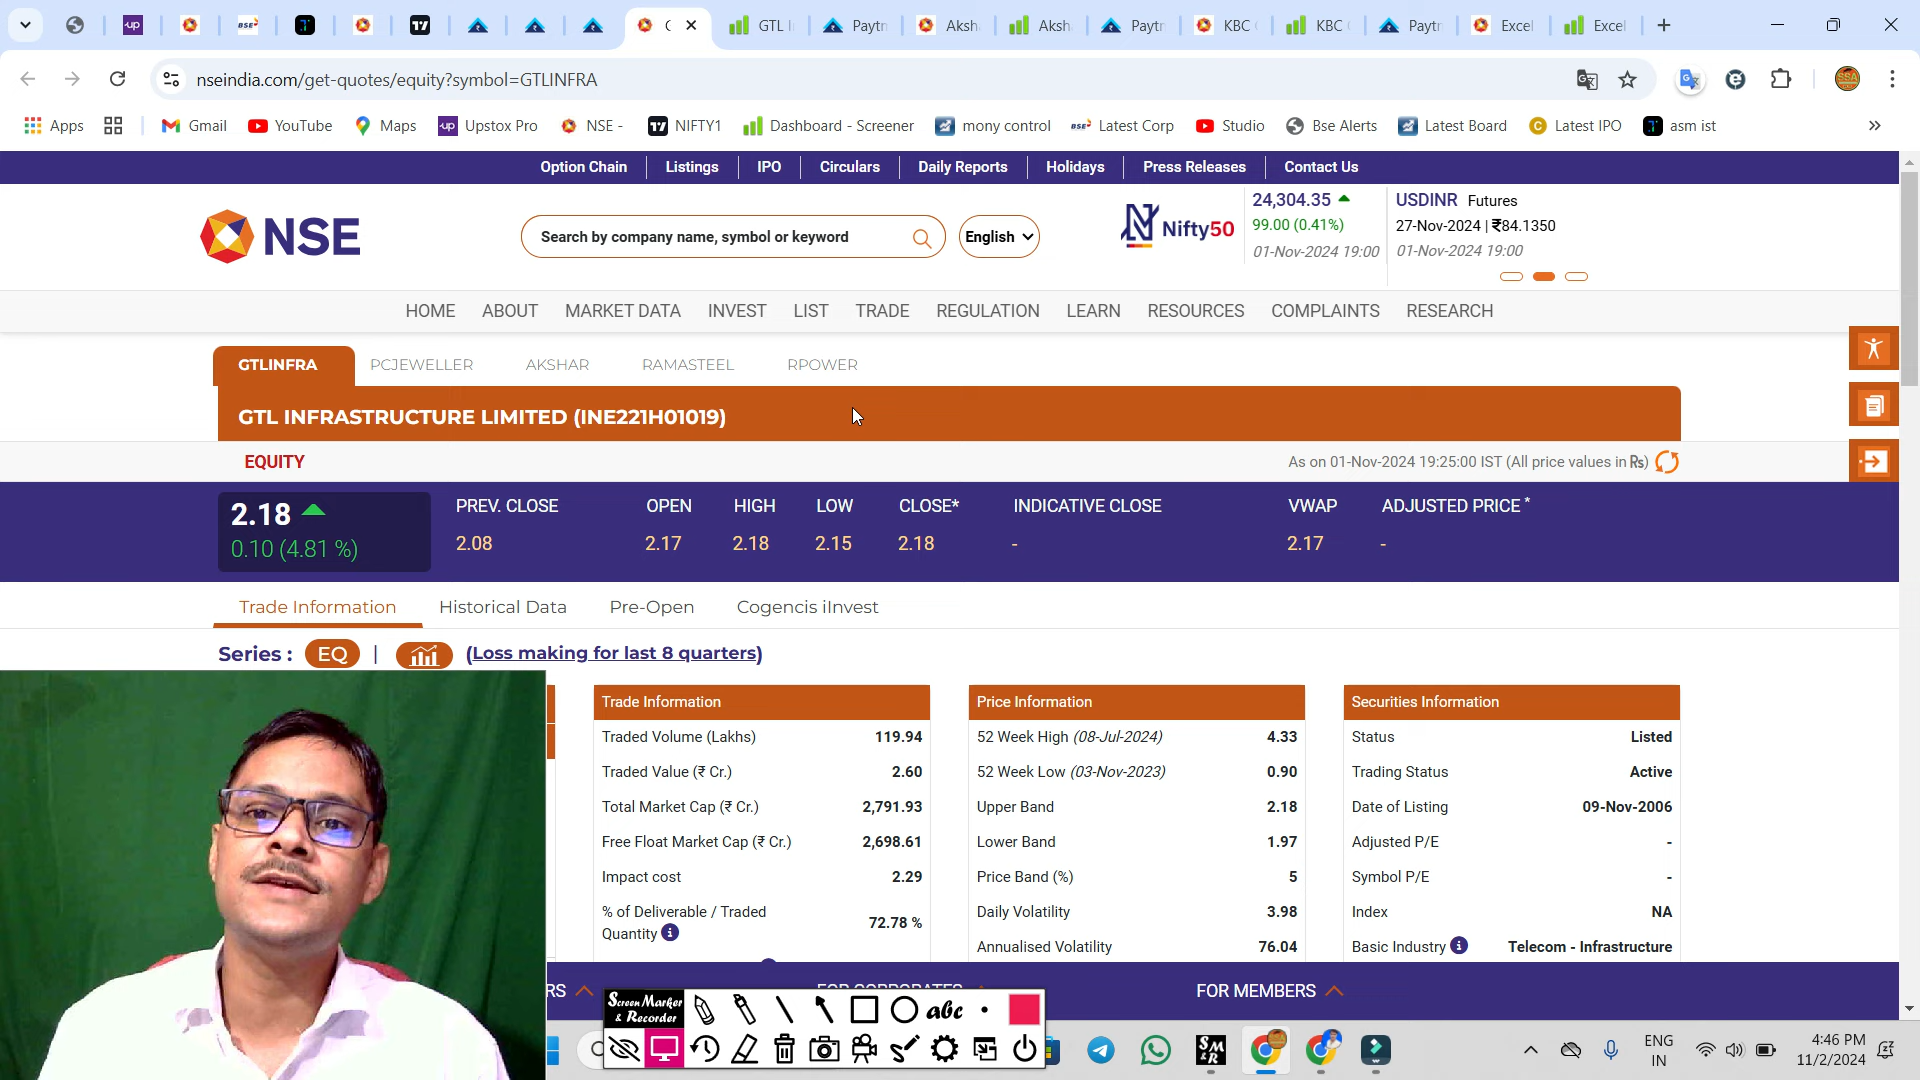 GTL I
Paytm
Aksh
Aksh
Paytm
KBC
KBC
Paytm
Excel
Excel
nseindia.com/get-quotes/equity?symbol=GTLINFRA
Apps
Gmail
YouTube
Maps
Upstox Pro
NSE -
NIFTY1
Dashboard - Screener
mony control
Latest Corp
Studio
Bse Alerts
Latest Board
Latest IPO
asm ist
Option Chain
Listings
IPO
Circulars
Daily Reports
Holidays
Press Releases
Contact Us
NSE
Search by company name, symbol or keyword
English
Nifty50
24,304.35
99.00 (0.41%)
01-Nov-2024 19:00
USDINR Futures
27-Nov-2024 | ₹84.1350
01-Nov-2024 19:00
HOME
ABOUT
MARKET DATA
INVEST
LIST
TRADE
REGULATION
LEARN
RESOURCES
COMPLAINTS
RESEARCH
GTLINFRA
PCJEWELLER
AKSHAR
RAMASTEEL
RPOWER
GTL INFRASTRUCTURE LIMITED (INE221H01019)
EQUITY
As on 01-Nov-2024 19:25:00 IST (All price values in Rs)
2.18
0.10 (4.81 %)
PREV. CLOSE
OPEN
HIGH
LOW
CLOSE*
INDICATIVE CLOSE
VWAP
ADJUSTED PRICE *
2.08
2.17
2.18
2.15
2.18
-
2.17
-
Trade Information
Historical Data
Pre-Open
Cogencis iInvest
Series : EQ | (Loss making for last 8 quarters)
Trade Information
Traded Volume (Lakhs) 119.94
Traded Value (₹ Cr.) 2.60
Total Market Cap (₹ Cr.) 2,791.93
Free Float Market Cap (₹ Cr.) 2,698.61
Impact cost 2.29
% of Deliverable / Traded
Quantity 72.78 %
Price Information
52 Week High (08-Jul-2024) 4.33
52 Week Low (03-Nov-2023) 0.90
Upper Band 2.18
Lower Band 1.97
Price Band (%) 5
Daily Volatility 3.98
Annualised Volatility 76.04
Securities Information
Status Listed
Trading Status Active
Date of Listing 09-Nov-2006
Adjusted P/E -
Symbol P/E -
Index NA
Basic Industry Telecom - Infrastructure
RS
FOR CORPORATES
FOR MEMBERS
Screen Marker
& Recorder
abc
SM
&R
ENG
IN
4:46 PM
11/2/2024